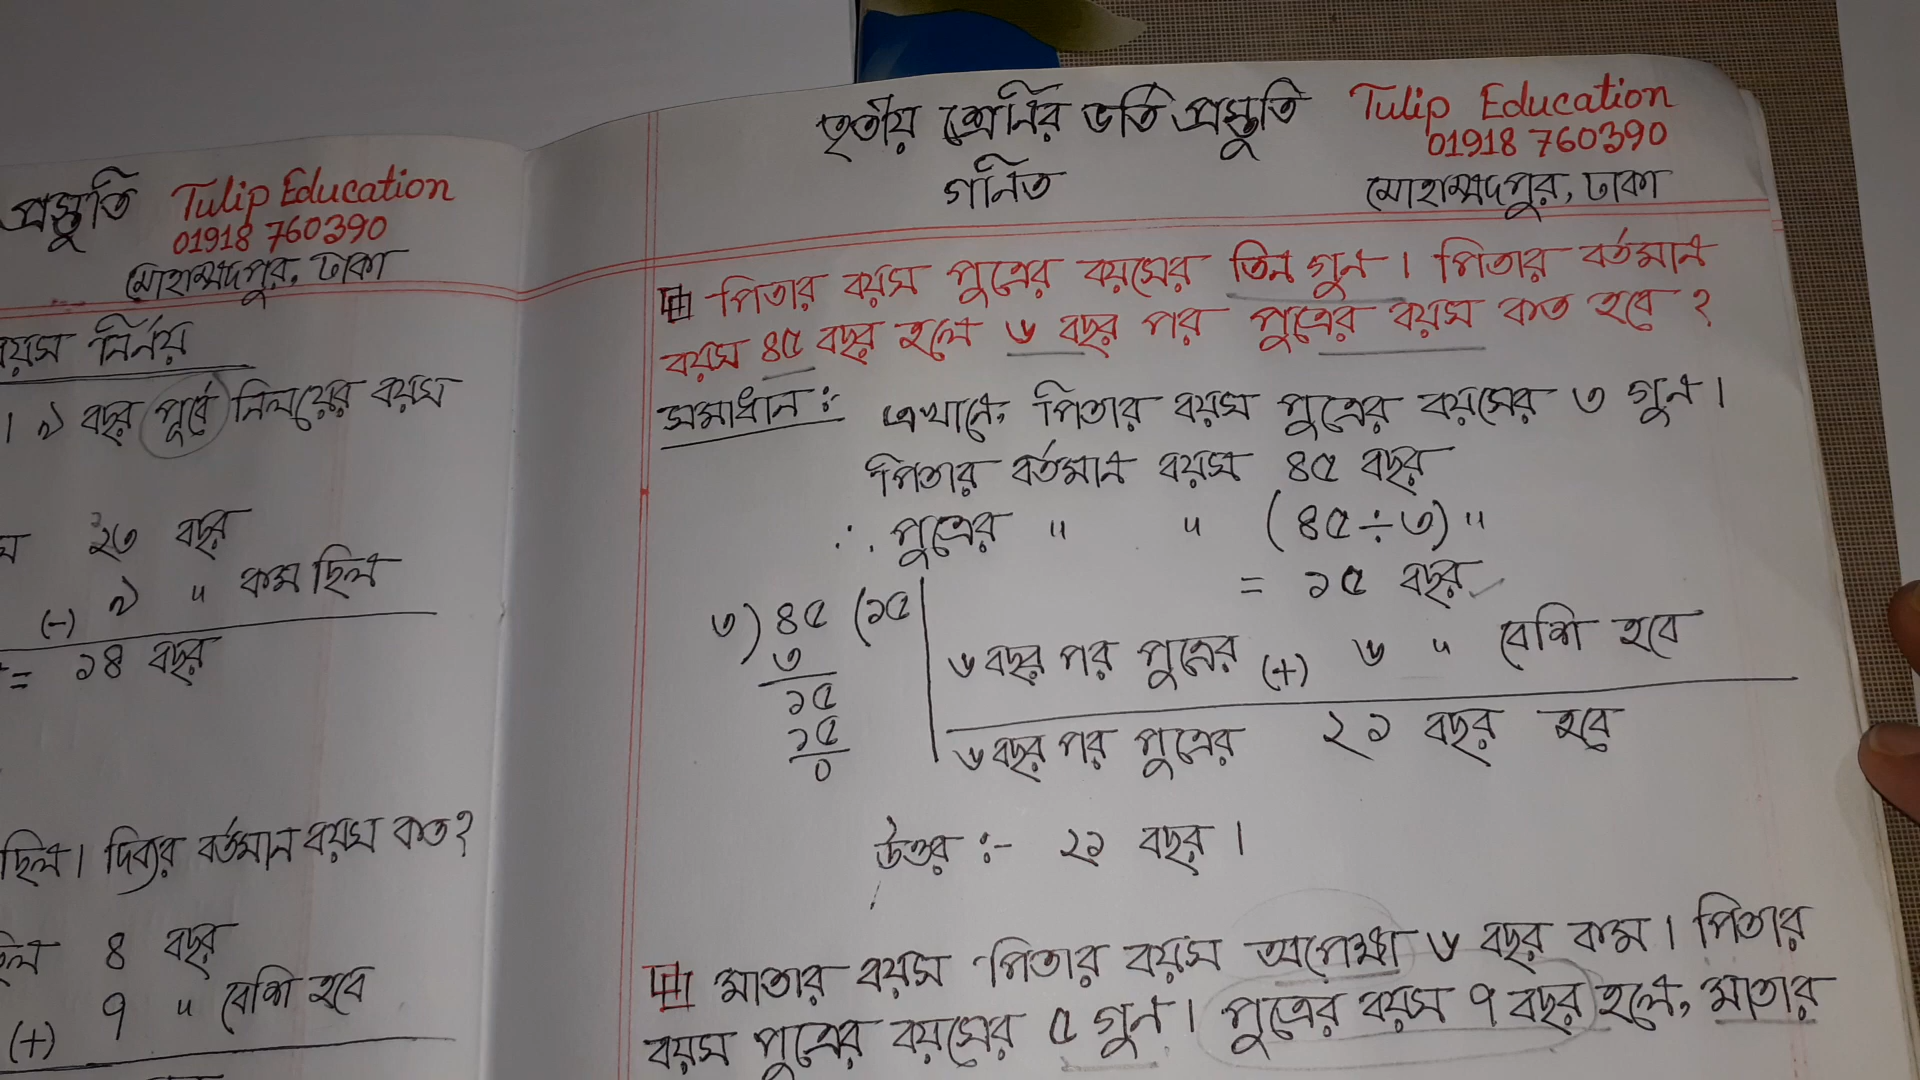 প্রস্তুতি Tulip Education
01918 760390
মোহাম্মদপুর, ঢাকা
বয়স নির্নয়
। ৯ বছর পূর্বে নিলয়ের বয়স
২৩ বছর
(-) ৯ " কম ছিল
= ১৪ বছর
ছিল। দিব্যর বর্তমান বয়স কত?
ছিল ৪ বছর
(+) ৭ " বেশি হবে
তৃতীয় শ্রেনির ভর্তি প্রস্তুতি Tulip Education
01918 760390
গনিত মোহাম্মদপুর, ঢাকা
পিতার বয়স পুত্রের বয়সের তিন গুন। পিতার বর্তমান
বয়স ৪৫ বছর হলে ৬ বছর পর পুত্রের বয়স কত হবে?
সমাধান:- এখানে, পিতার বয়স পুত্রের বয়সের ৩ গুন।
পিতার বর্তমান বয়স ৪৫ বছর
∴ পুত্রের " " (৪৫÷৩) "
= ১৫ বছর
৩) ৪৫ (১৫
৩
১৫
১৫
০
৬ বছর পর পুত্রের (+) ৬ " বেশি হবে
৬ বছর পর পুত্রের ২১ বছর হবে
উত্তর :- ২১ বছর।
মাতার বয়স পিতার বয়স অপেক্ষা ৬ বছর কম। পিতার
বয়স পুত্রের বয়সের ৫ গুন। পুত্রের বয়স ৭ বছর হলে, মাতার